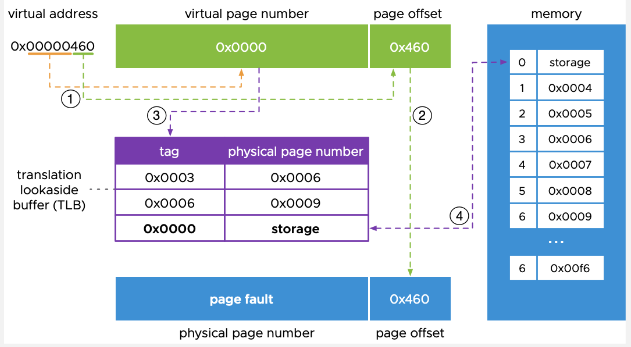 virtual address
virtual page number
page offset
memory
0x00000460
0x0000
0x460
1
2
3
4
tag
physical page number
0x0003
0x0006
0x0006
0x0009
0x0000
storage
translation
lookaside
buffer (TLB)
page fault
0x460
physical page number
page offset
0 storage
1 0x0004
2 0x0005
3 0x0006
4 0x0007
5 0x0008
6 0x0009
...
6 0x00f6